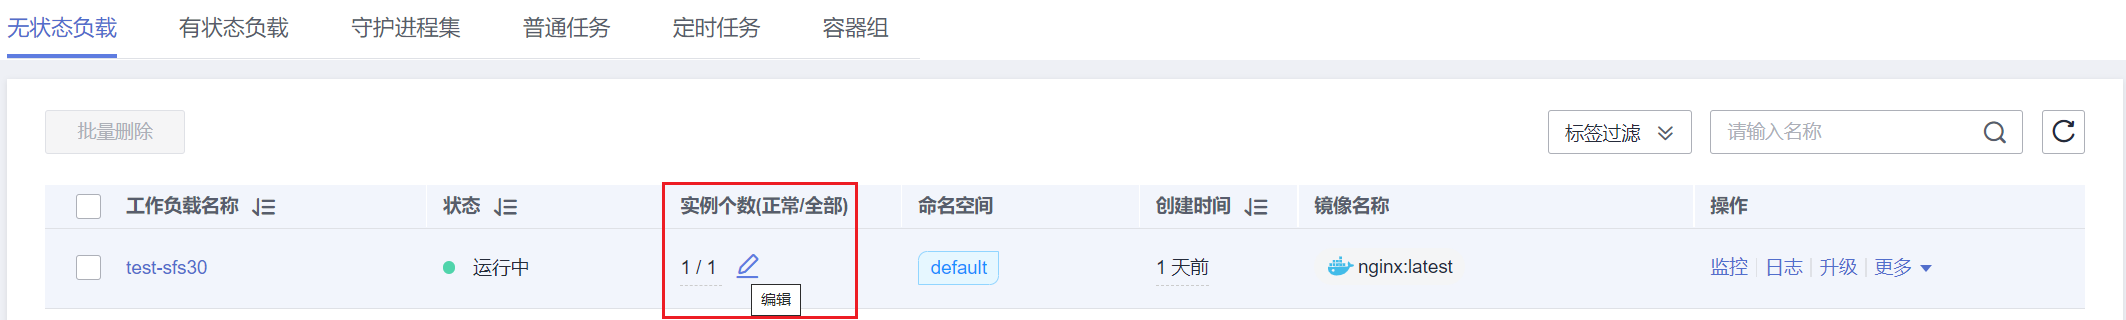 无状态负载 有状态负载 守护进程集 普通任务 定时任务 容器组
批量删除 标签过滤 请输入名称
工作负载名称 状态 实例个数(正常/全部) 命名空间 创建时间 镜像名称 操作
test-sfs30 运行中 1 / 1 default 1 天前 nginx:latest 监控 日志 升级 更多
编辑